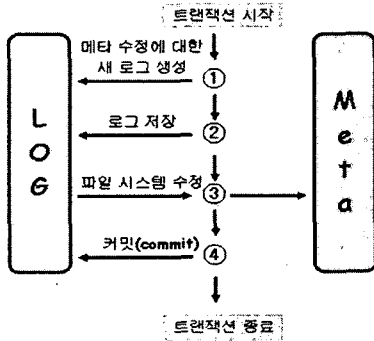 트랜잭션 시작
메타 수정에 대한
새 로그 생성
①
LOG
로그 저장
②
Meta
파일 시스템 수정
③
커밋(commit)
④
트랜잭션 종료